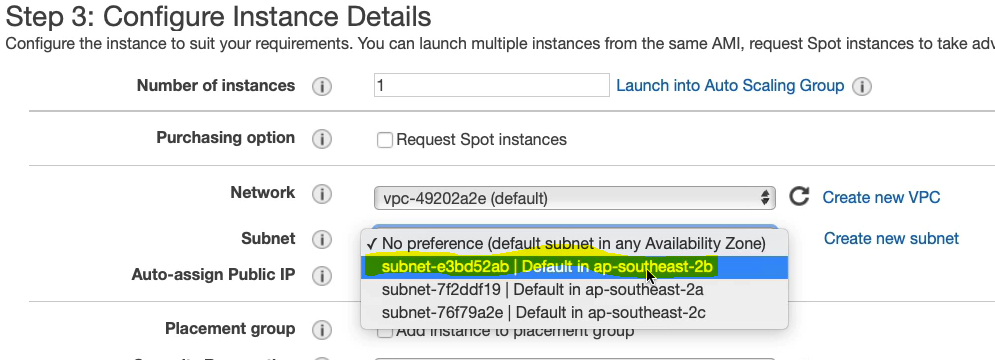 Step 3: Configure Instance Details
Configure the instance to suit your requirements. You can launch multiple instances from the same AMI, request Spot instances to take
Number of instances 1 Launch into Auto Scaling Group
Purchasing option Request Spot instances
Network vpc-49202a2e (default) Create new VPC
Subnet ✓ No preference (default subnet in any Availability Zone) Create new subnet
subnet-e3bd52ab | Default in ap-southeast-2b
Auto-assign Public IP
subnet-7f2ddf19 | Default in ap-southeast-2a
subnet-76f79a2e | Default in ap-southeast-2c
Placement group Add instance to placement group